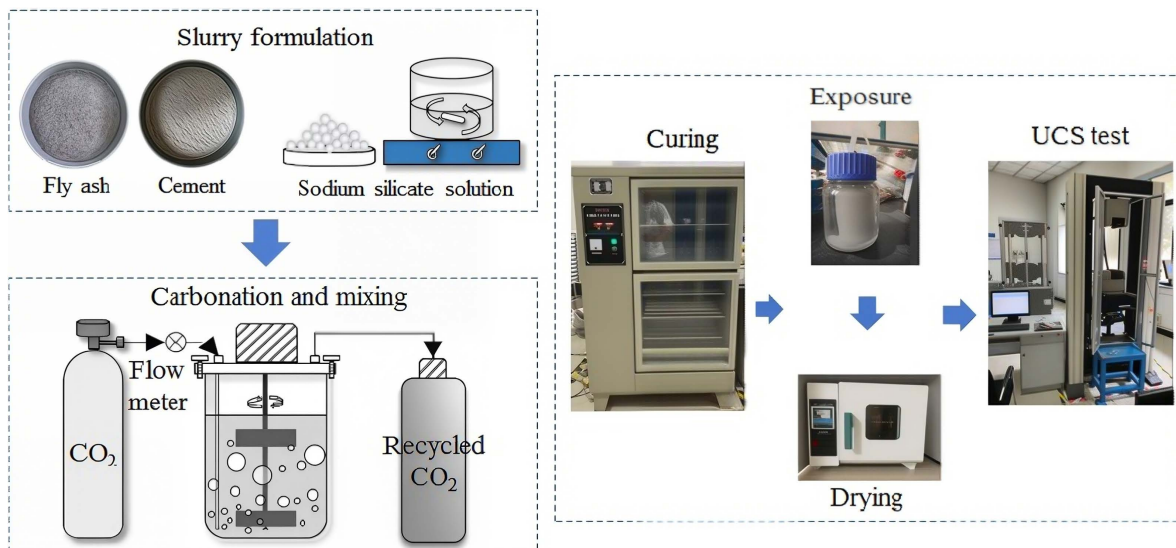 Slurry formulation
Fly ash
Cement
Sodium silicate solution
Carbonation and mixing
Flow
meter
CO₂
Recycled
CO₂
Curing
Exposure
UCS test
Drying